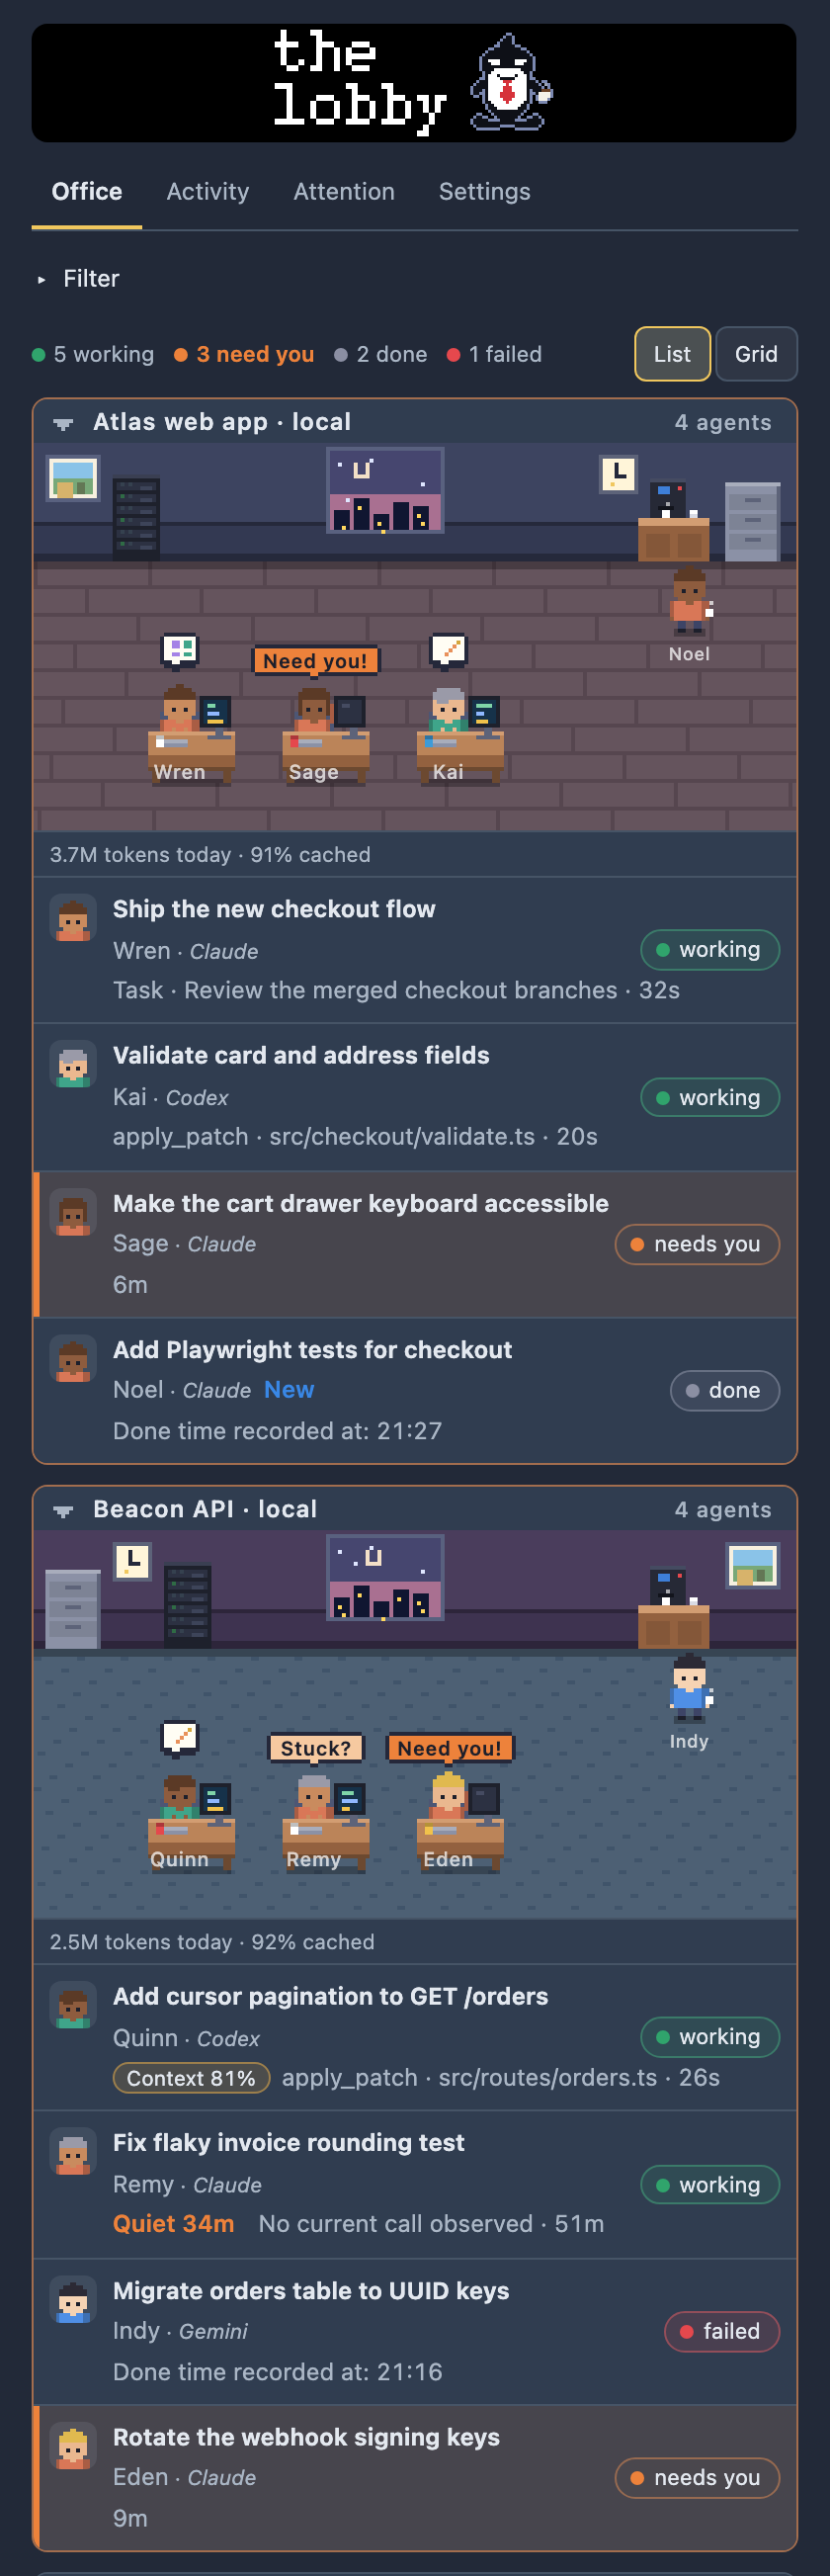 the
lobby
Office Activity Attention Settings
Filter
5 working 3 need you 2 done 1 failed List Grid
Atlas web app · local 4 agents
Noel
Need you!
Wren Sage Kai
3.7M tokens today · 91% cached
Ship the new checkout flow
Wren · Claude working
Task · Review the merged checkout branches · 32s
Validate card and address fields
Kai · Codex working
apply_patch · src/checkout/validate.ts · 20s
Make the cart drawer keyboard accessible
Sage · Claude needs you
6m
Add Playwright tests for checkout
Noel · Claude New done
Done time recorded at: 21:27
Beacon API · local 4 agents
Indy
Stuck? Need you!
Quinn Remy Eden
2.5M tokens today · 92% cached
Add cursor pagination to GET /orders
Quinn · Codex working
Context 81% apply_patch · src/routes/orders.ts · 26s
Fix flaky invoice rounding test
Remy · Claude working
Quiet 34m No current call observed · 51m
Migrate orders table to UUID keys
Indy · Gemini failed
Done time recorded at: 21:16
Rotate the webhook signing keys
Eden · Claude needs you
9m